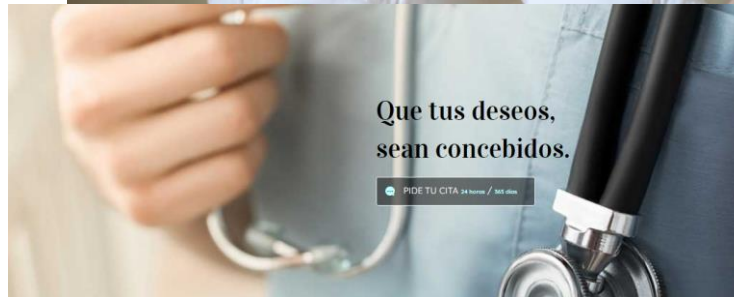 Que tus deseos,
sean concebidos.
PIDE TU CITA 24 horas / 365 días